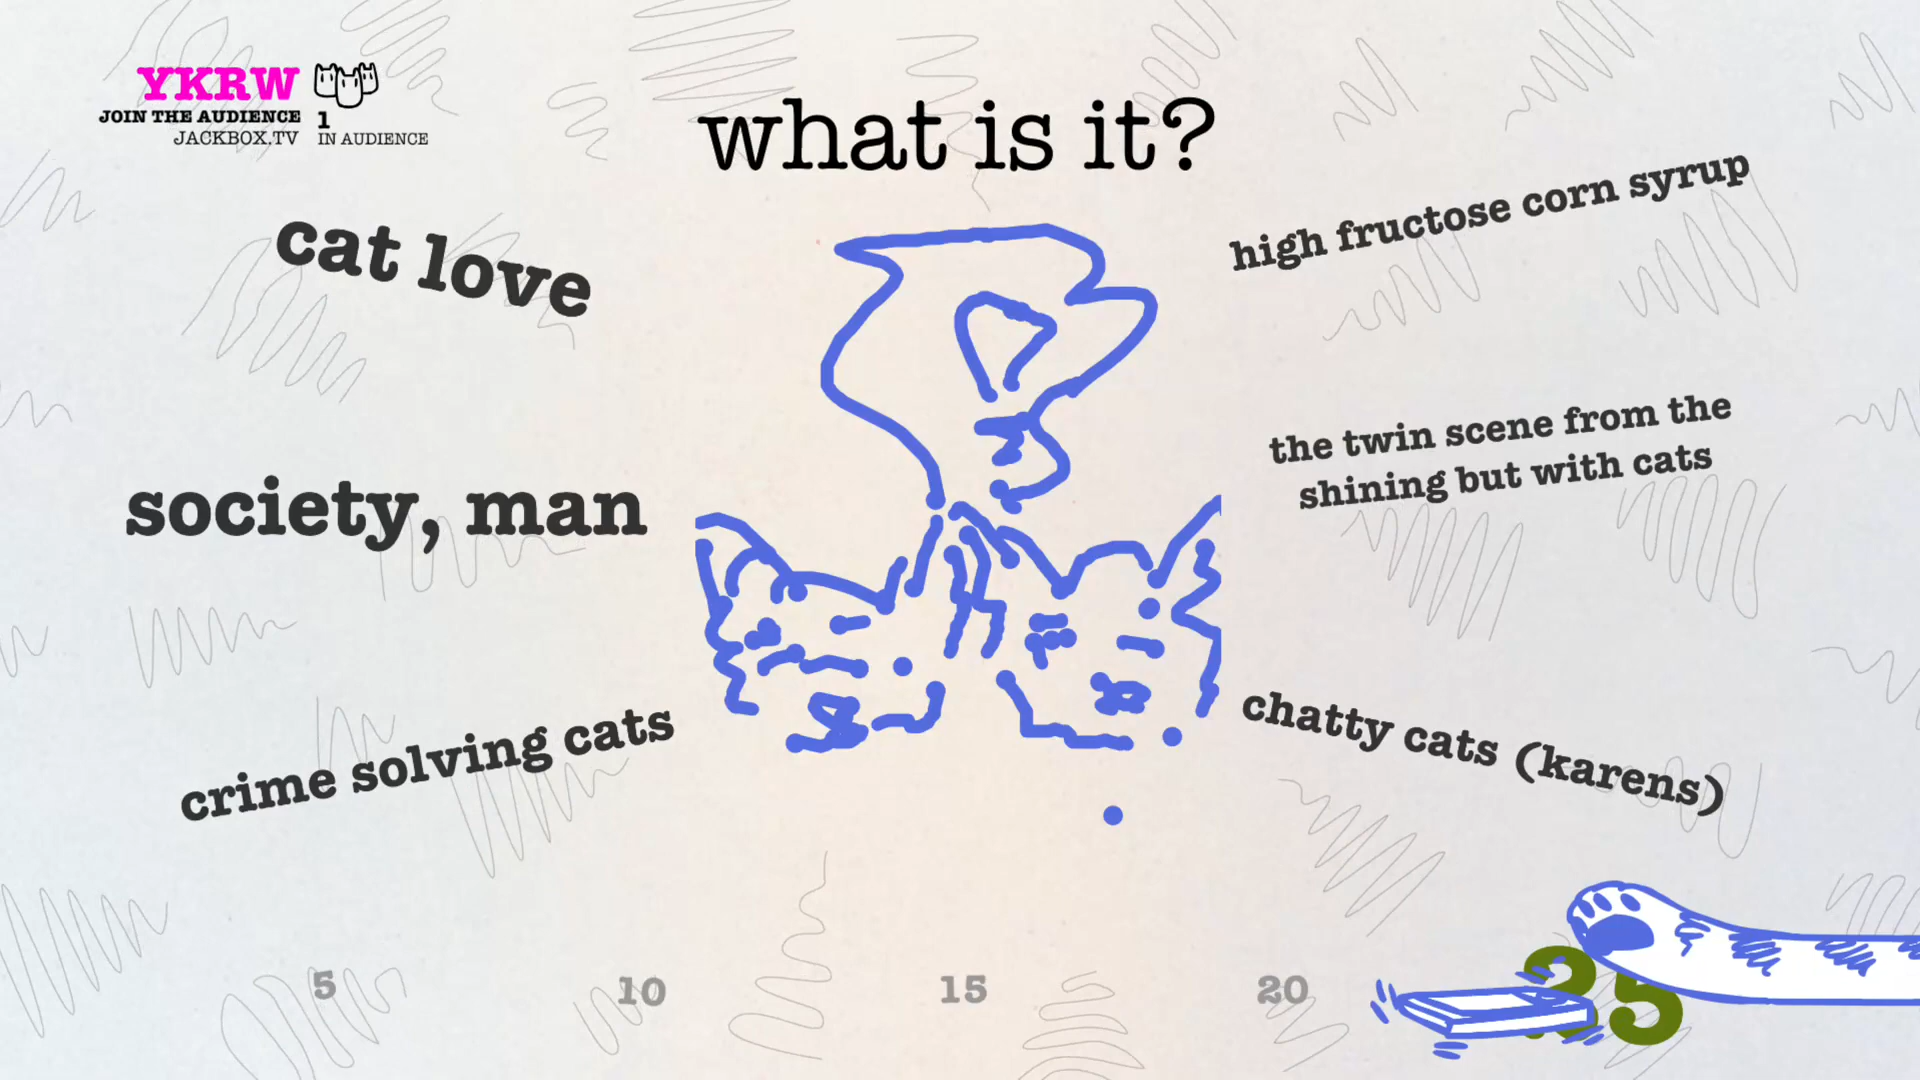 YKRW
JOIN THE AUDIENCE
JACKBOX.TV
1
IN AUDIENCE
what is it?
cat love
high fructose corn syrup
society, man
the twin scene from the
shining but with cats
crime solving cats
chatty cats (karens)
5
10
15
20
25